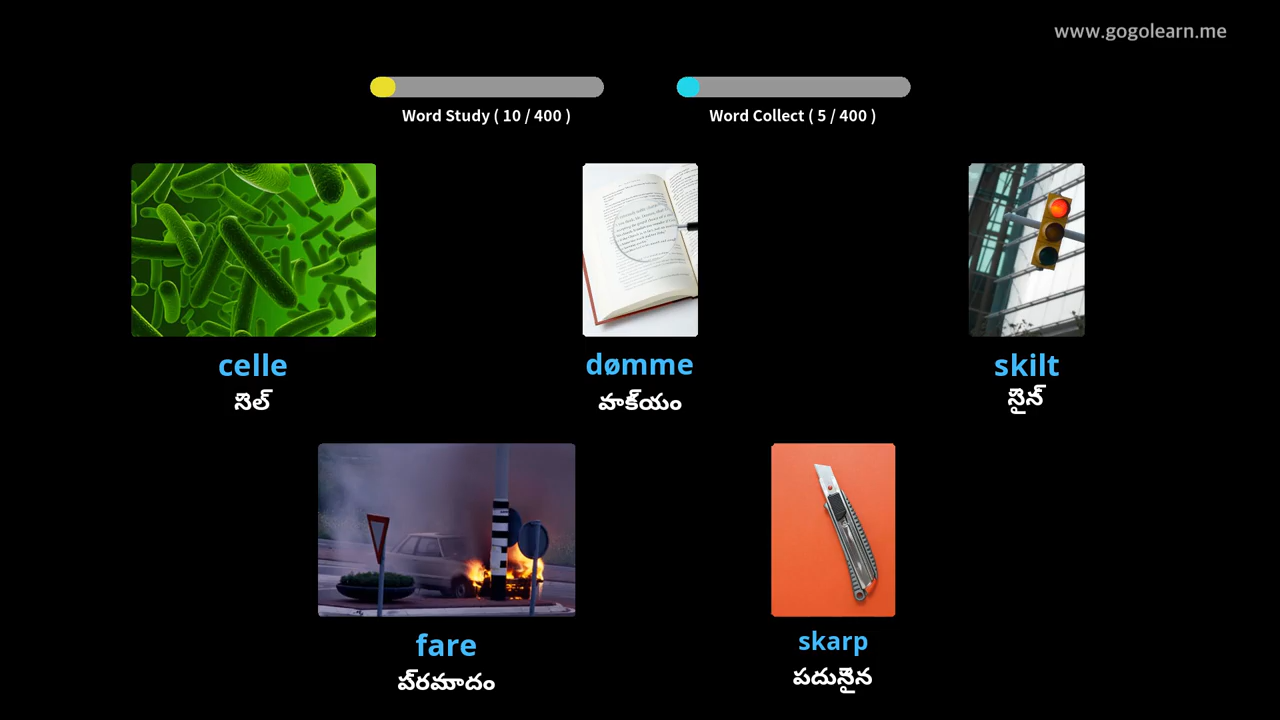 www.gogolearn.me
Word Study ( 10 / 400 )
Word Collect ( 5 / 400 )
celle
సెల్
dømme
వాక్యం
skilt
సైన్
fare
ప్రమాదం
skarp
పదునైన